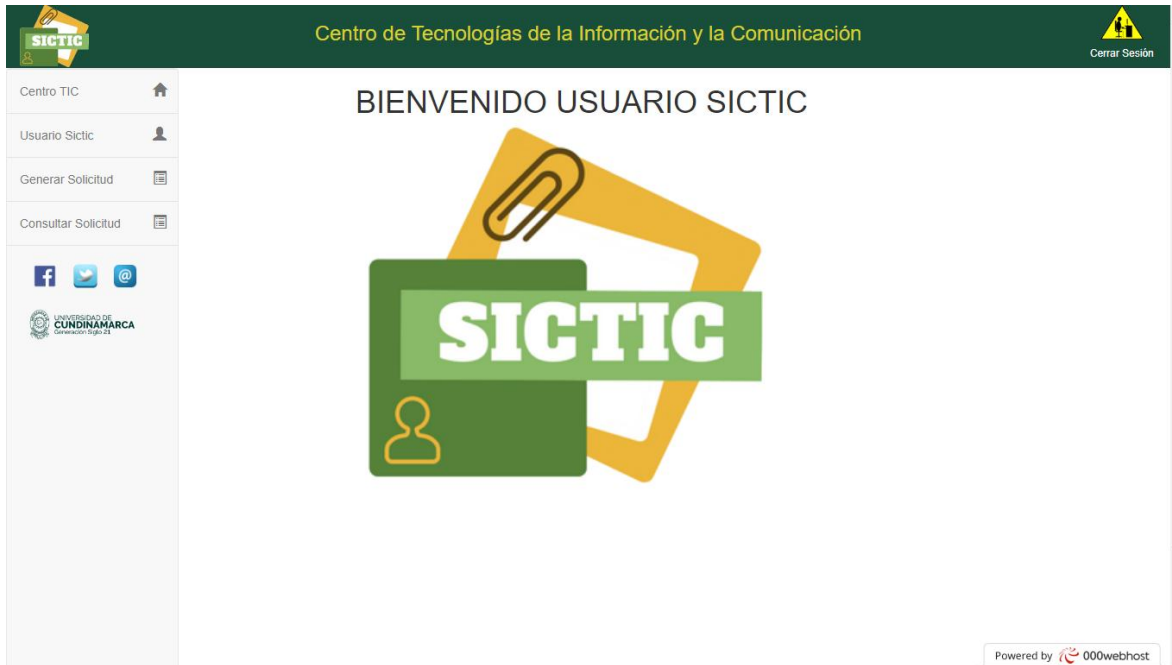 SICTIC
Centro de Tecnologías de la Información y la Comunicación
Cerrar Sesión
Centro TIC
Usuario Sictic
Generar Solicitud
Consultar Solicitud
@
UNIVERSIDAD DE
CUNDINAMARCA
Generación Siglo 21
BIENVENIDO USUARIO SICTIC
SICTIC
Powered by 000webhost